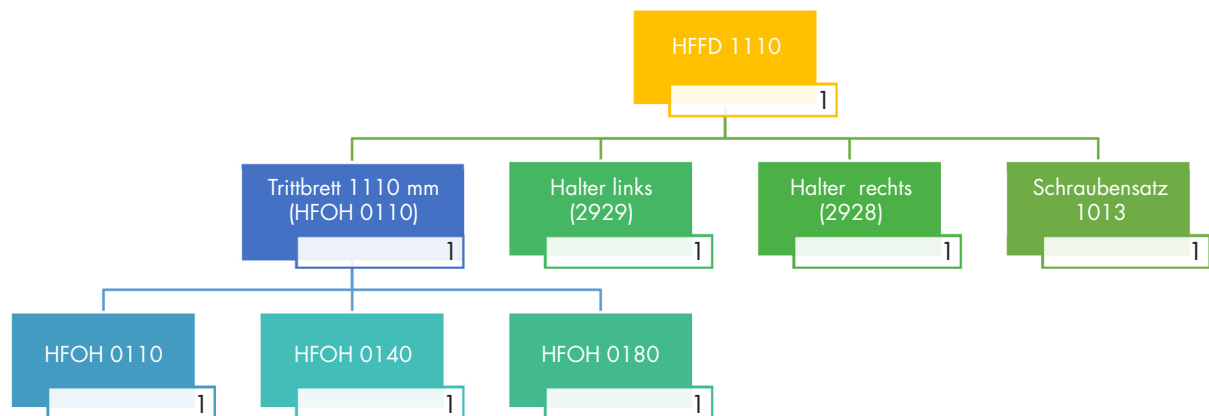 HFFD 1110
1
Trittbrett 1110 mm
(HFOH 0110)
1
Halter links
(2929)
1
Halter  rechts
(2928)
1
Schraubensatz
1013
1
HFOH 0110
1
HFOH 0140
1
HFOH 0180
1